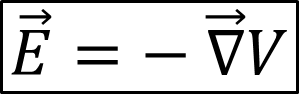 E⃗ = − ∇⃗V